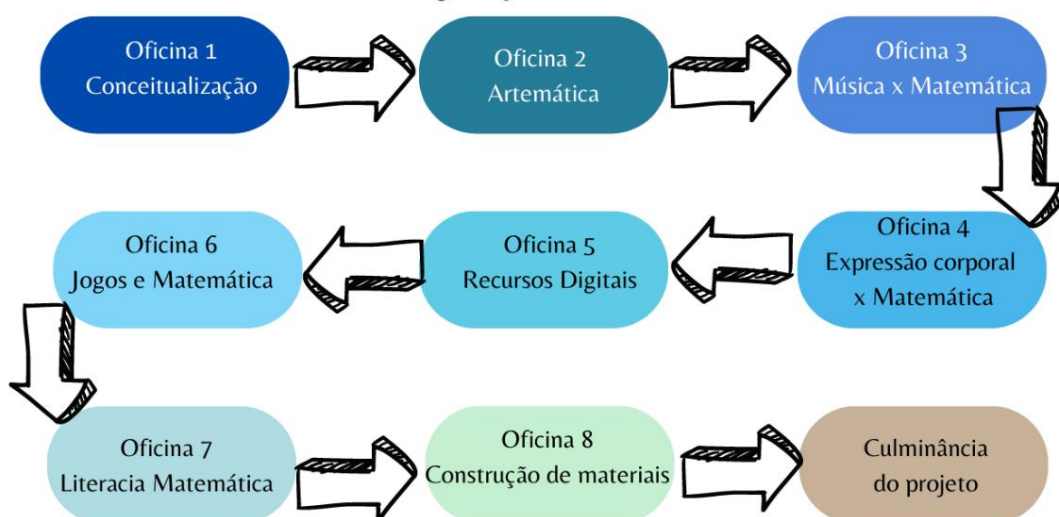 Oficina 1
Conceitualização
Oficina 2
Artemática
Oficina 3
Música x Matemática
Oficina 4
Expressão corporal
x Matemática
Oficina 5
Recursos Digitais
Oficina 6
Jogos e Matemática
Oficina 7
Literacia Matemática
Oficina 8
Construção de materiais
Culminância
do projeto